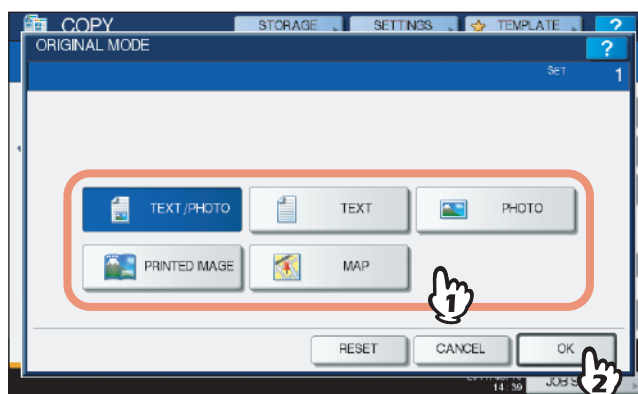 COPY STORAGE SETTINGS TEMPLATE ?
ORIGINAL MODE ?
SET 1
TEXT/PHOTO TEXT PHOTO
PRINTED IMAGE MAP
1
RESET CANCEL OK
14:39 JOB S
2